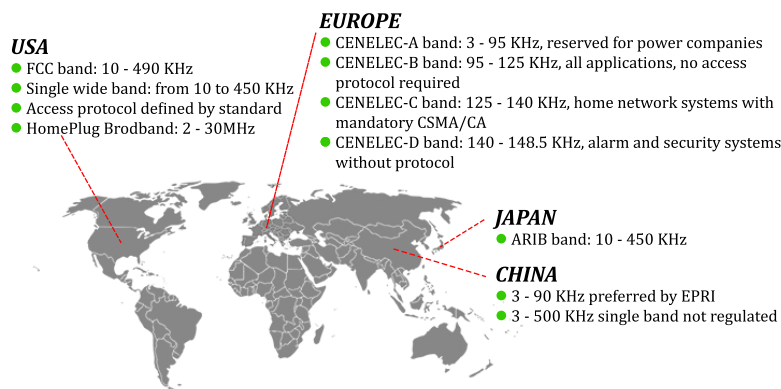 USA
FCC band: 10 - 490 KHz
Single wide band: from 10 to 450 KHz
Access protocol defined by standard
HomePlug Brodband: 2 - 30MHz
EUROPE
CENELEC-A band: 3 - 95 KHz, reserved for power companies
CENELEC-B band: 95 - 125 KHz, all applications, no access
protocol required
CENELEC-C band: 125 - 140 KHz, home network systems with
mandatory CSMA/CA
CENELEC-D band: 140 - 148.5 KHz, alarm and security systems
without protocol
JAPAN
ARIB band: 10 - 450 KHz
CHINA
3 - 90 KHz preferred by EPRI
3 - 500 KHz single band not regulated